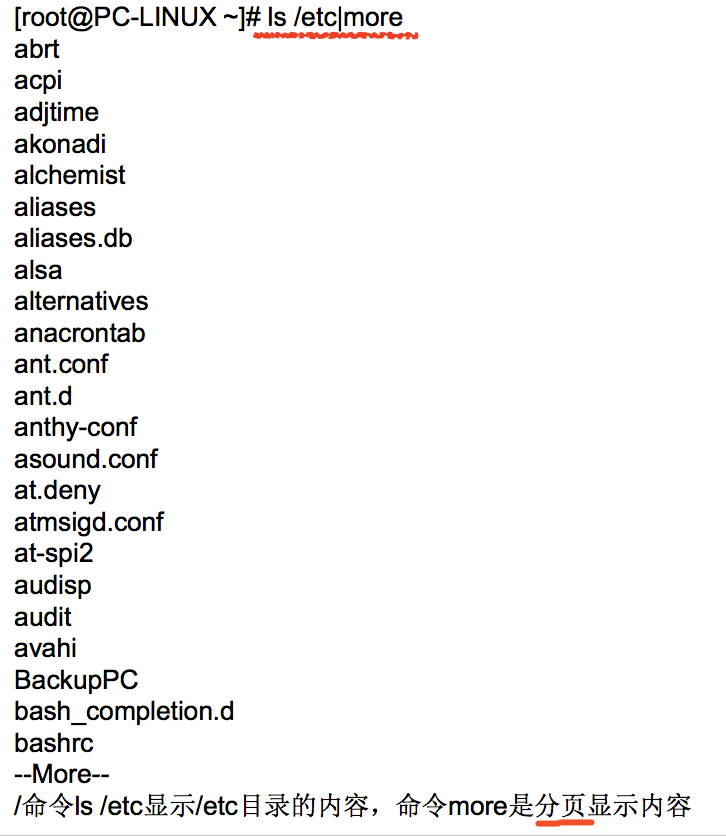 [root@PC-LINUX ~]# ls /etc|more
abrt
acpi
adjtime
akonadi
alchemist
aliases
aliases.db
alsa
alternatives
anacrontab
ant.conf
ant.d
anthy-conf
asound.conf
at.deny
atmsigd.conf
at-spi2
audisp
audit
avahi
BackupPC
bash_completion.d
bashrc
--More--
/命令ls /etc显示/etc目录的内容，命令more是分页显示内容